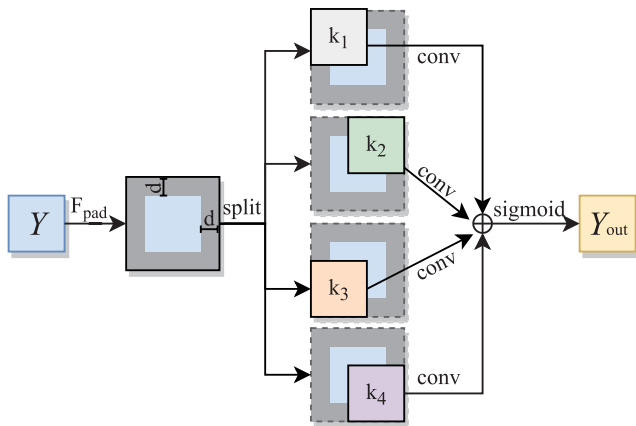 k1
conv
k2
conv
d
d
split
Y
Fpad
sigmoid
Yout
k3
conv
k4
conv